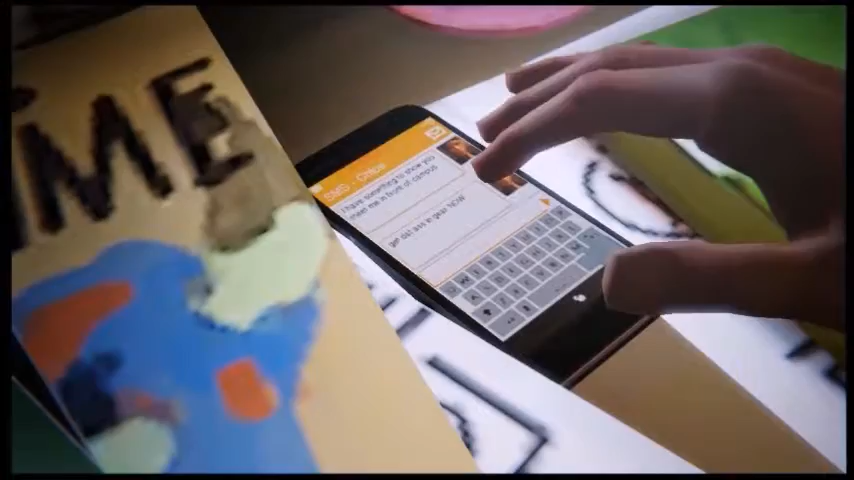 IME
SMS - Chloe
I have something to show you
meet me in front of campus
get dat ass in gear NOW